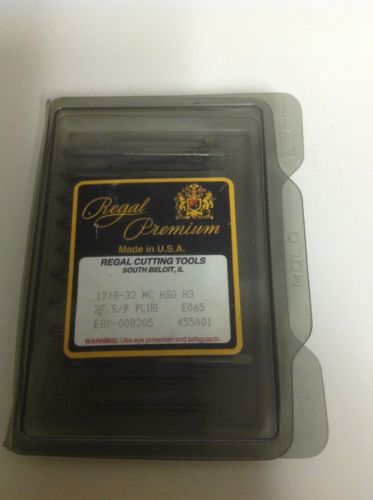 Regal
Premium
Made in U.S.A.
REGAL CUTTING TOOLS
SOUTH BELOIT, IL
12/8-32 NC HSG H3
2F S/P PLUG E065
EDP-008205 455A01
WARNING: Use eye protection and safeguards.
HOLD